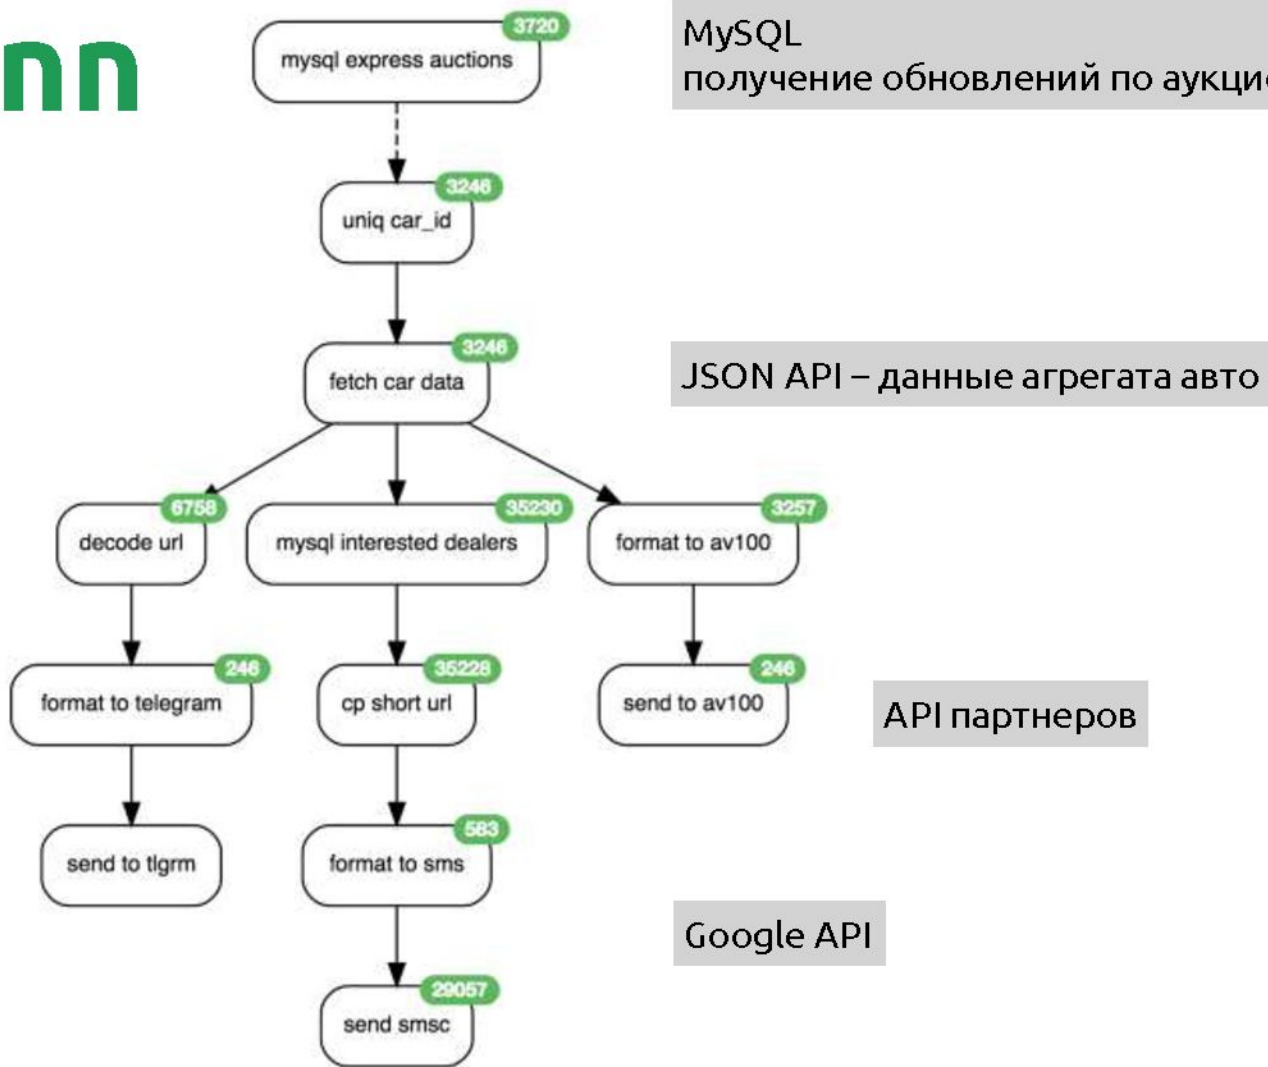 nn
3720
mysql express auctions
MySQL
получение обновлений по
3246
uniq car_id
3246
fetch car data
JSON API – данные агрегата авто
6758
decode url
35230
mysql interested dealers
3257
format to av100
246
format to telegram
35228
cp short url
246
send to av100
API партнеров
send to tlgrm
583
format to sms
Google API
29057
send smsc